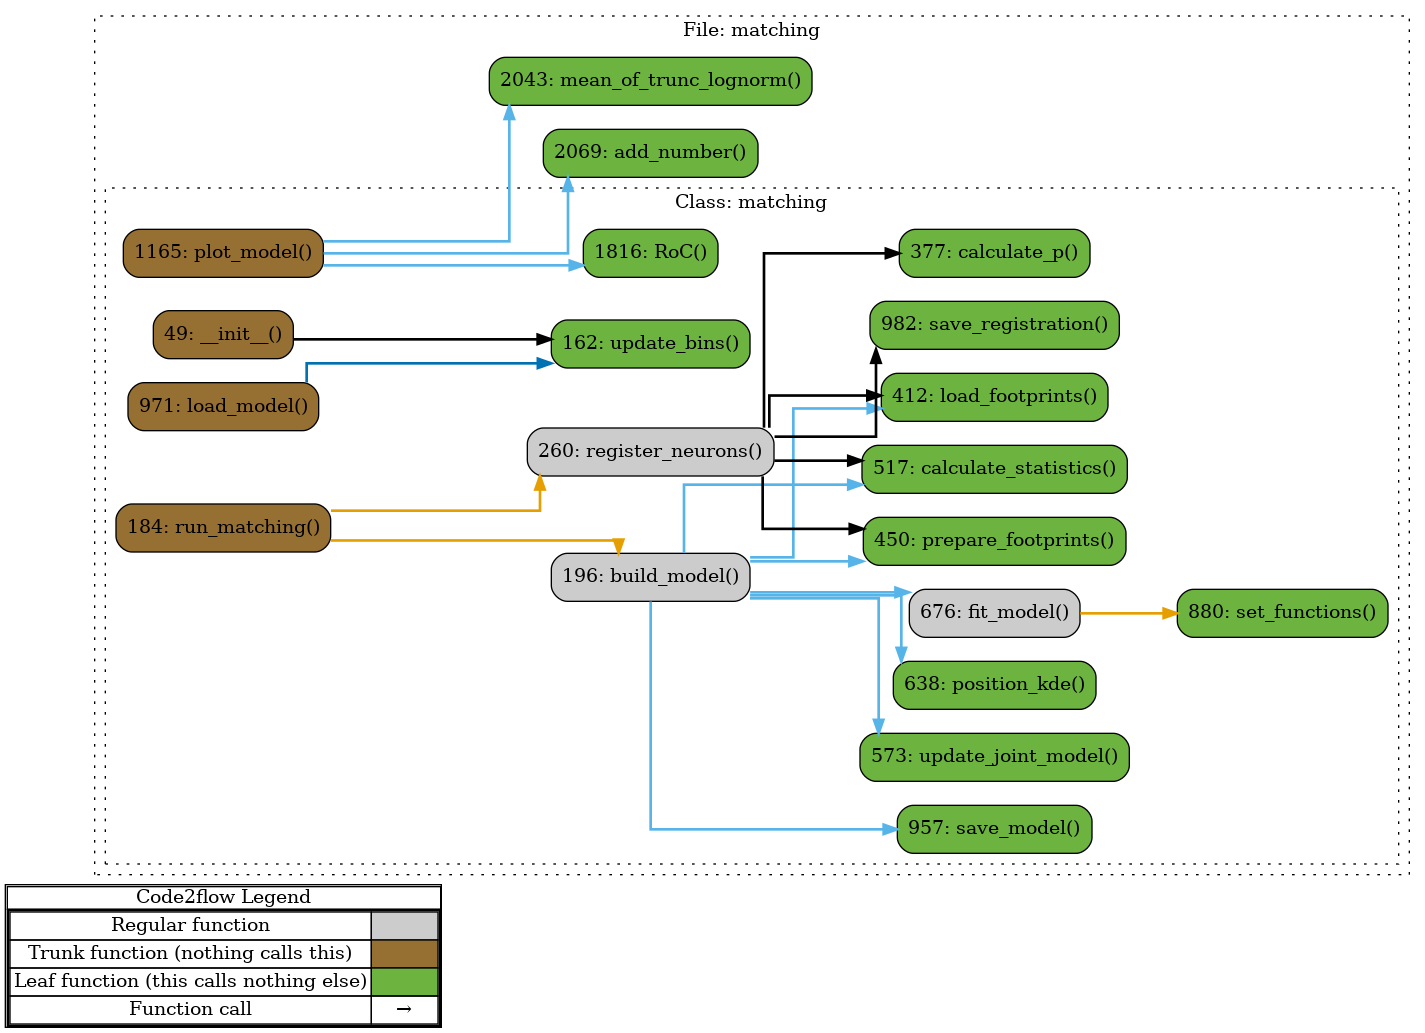 File: matching
2043: mean_of_trunc_lognorm()
2069: add_number()
Class: matching
1165: plot_model()
1816: RoC()
377: calculate_p()
49: __init__()
162: update_bins()
982: save_registration()
971: load_model()
412: load_footprints()
260: register_neurons()
517: calculate_statistics()
184: run_matching()
450: prepare_footprints()
196: build_model()
676: fit_model()
880: set_functions()
638: position_kde()
573: update_joint_model()
957: save_model()
Code2flow Legend
Regular function
Trunk function (nothing calls this)
Leaf function (this calls nothing else)
Function call →